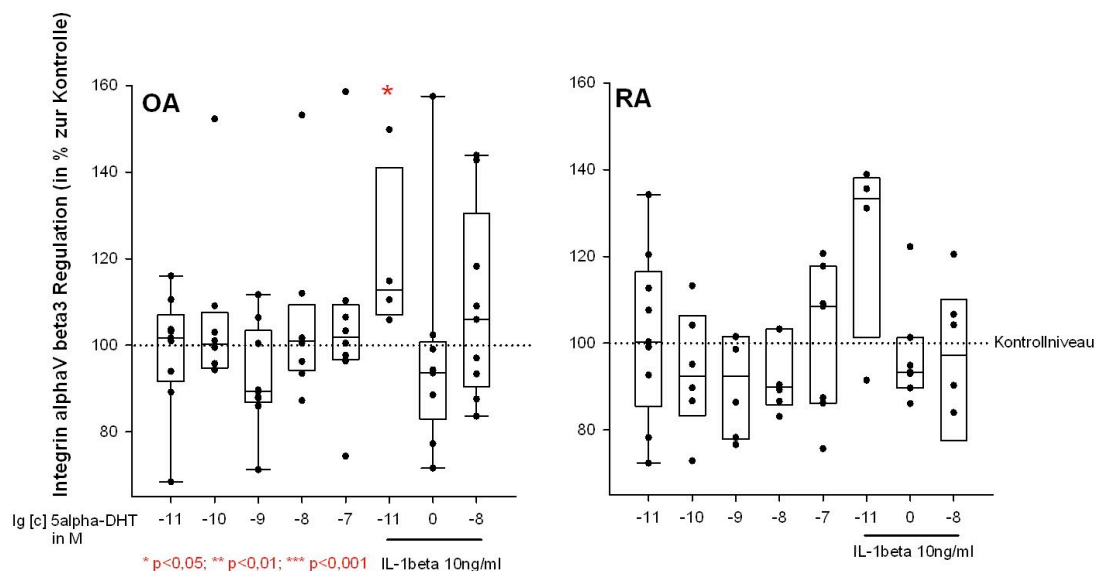 Integrin alphaV beta3 Regulation (in % zur Kontrolle)
160
140
120
100
80
OA
*
lg [c] 5alpha-DHT
in M
-11 -10 -9 -8 -7 -11 0 -8
* p<0,05; ** p<0,01; *** p<0,001
IL-1beta 10ng/ml
160
140
120
100
80
RA
Kontrollniveau
-11 -10 -9 -8 -7 -11 0 -8
IL-1beta 10ng/ml